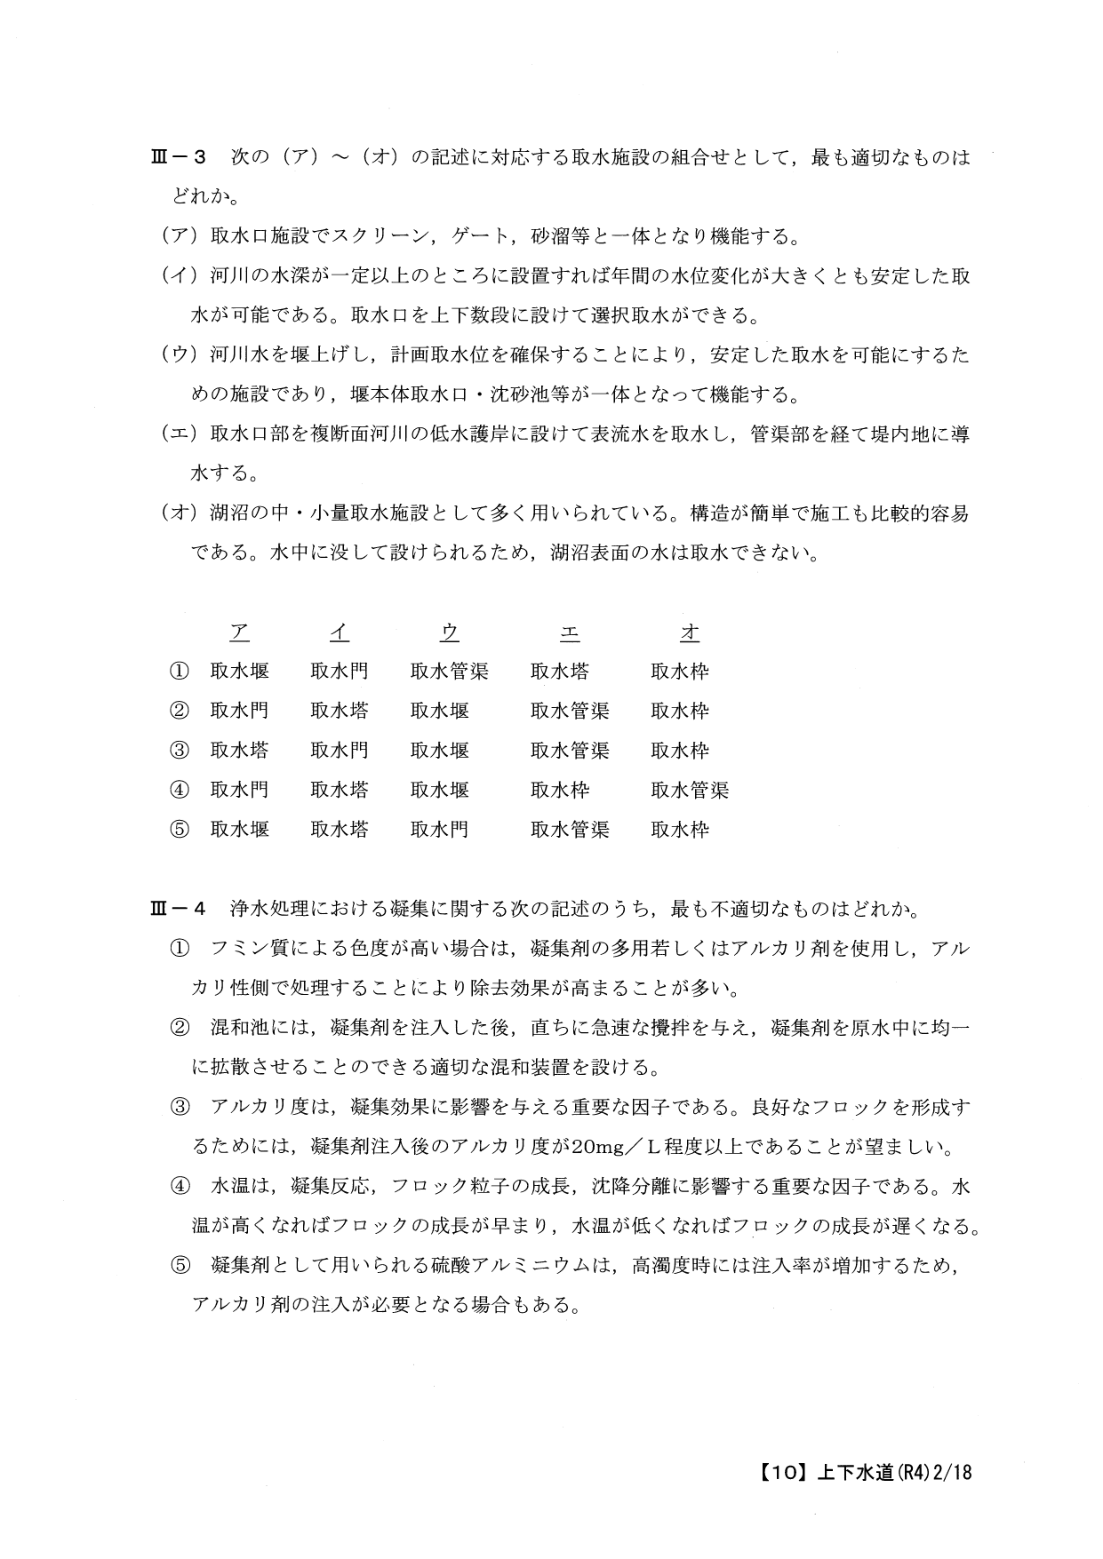 Ⅲ－３　次の（ア）～（オ）の記述に対応する取水施設の組合せとして，最も適切なものは
どれか。
（ア）取水口施設でスクリーン，ゲート，砂溜等と一体となり機能する。
（イ）河川の水深が一定以上のところに設置すれば年間の水位変化が大きくとも安定した取
水が可能である。取水口を上下数段に設けて選択取水ができる。
（ウ）河川水を堰上げし，計画取水位を確保することにより，安定した取水を可能にするた
めの施設であり，堰本体取水口・沈砂池等が一体となって機能する。
（エ）取水口部を複断面河川の低水護岸に設けて表流水を取水し，管渠部を経て堤内地に導
水する。
（オ）湖沼の中・小量取水施設として多く用いられている。構造が簡単で施工も比較的容易
である。水中に没して設けられるため，湖沼表面の水は取水できない。
ア　イ　ウ　エ　オ
①　取水堰　取水門　取水管渠　取水塔　取水枠
②　取水門　取水塔　取水堰　取水管渠　取水枠
③　取水塔　取水門　取水堰　取水管渠　取水枠
④　取水門　取水塔　取水堰　取水枠　取水管渠
⑤　取水堰　取水塔　取水門　取水管渠　取水枠
Ⅲ－４　浄水処理における凝集に関する次の記述のうち，最も不適切なものはどれか。
①　フミン質による色度が高い場合は，凝集剤の多用若しくはアルカリ剤を使用し，アル
カリ性側で処理することにより除去効果が高まることが多い。
②　混和池には，凝集剤を注入した後，直ちに急速な攪拌を与え，凝集剤を原水中に均一
に拡散させることのできる適切な混和装置を設ける。
③　アルカリ度は，凝集効果に影響を与える重要な因子である。良好なフロックを形成す
るためには，凝集剤注入後のアルカリ度が20mg／Ｌ程度以上であることが望ましい。
④　水温は，凝集反応，フロック粒子の成長，沈降分離に影響する重要な因子である。水
温が高くなればフロックの成長が早まり，水温が低くなればフロックの成長が遅くなる。
⑤　凝集剤として用いられる硫酸アルミニウムは，高濁度時には注入率が増加するため，
アルカリ剤の注入が必要となる場合もある。
【10】上下水道(R4)2/18